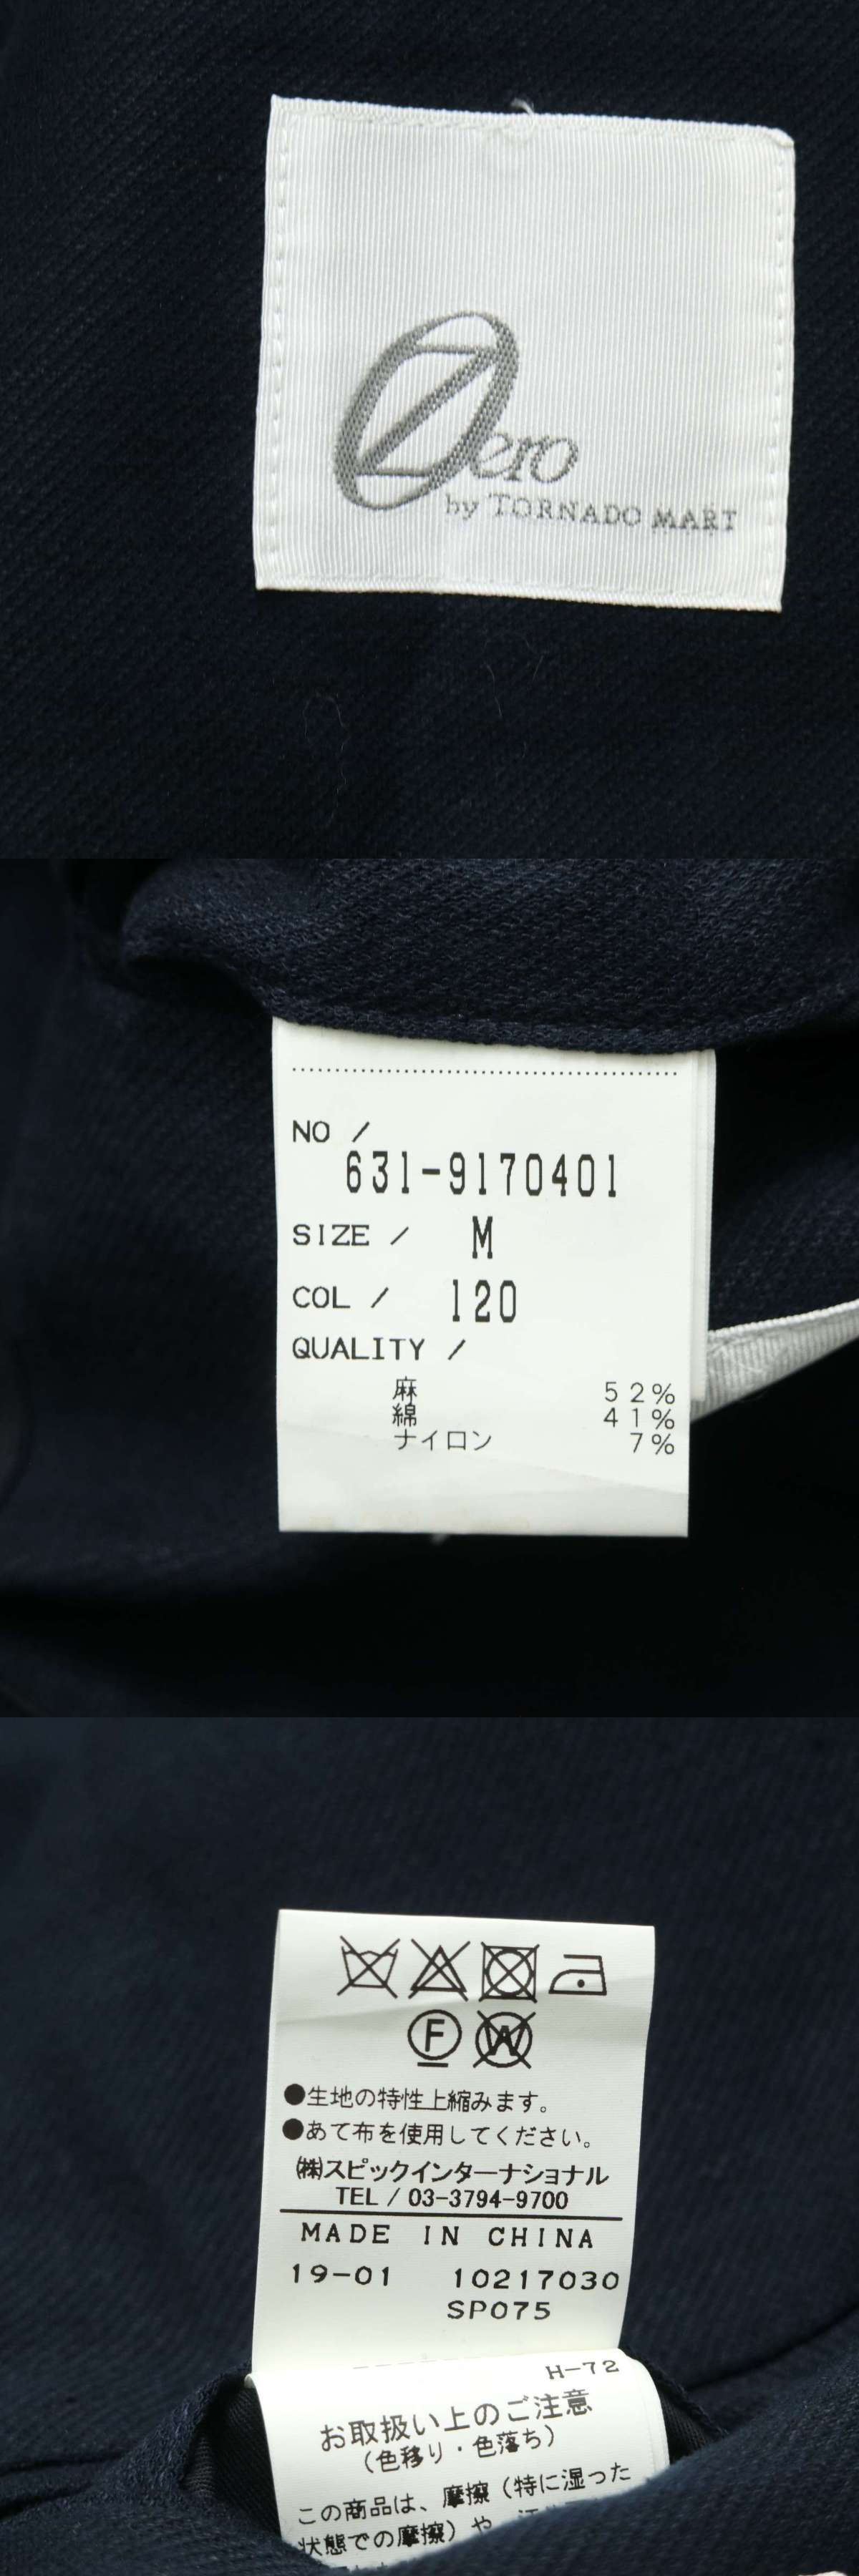 Zero
by TORNADO MART
NO /
631-9170401
SIZE / M
COL / 120
QUALITY /
麻 52%
綿 41%
ナイロン 7%
F W
●生地の特性上縮みます。
●あて布を使用してください。
㈱スピックインターナショナル
TEL / 03-3794-9700
MADE IN CHINA
19-01 10217030
SP075
H-72
お取扱い上のご注意
(色移り・色落ち)
この商品は、摩擦(特に湿った
状態での摩擦)や、